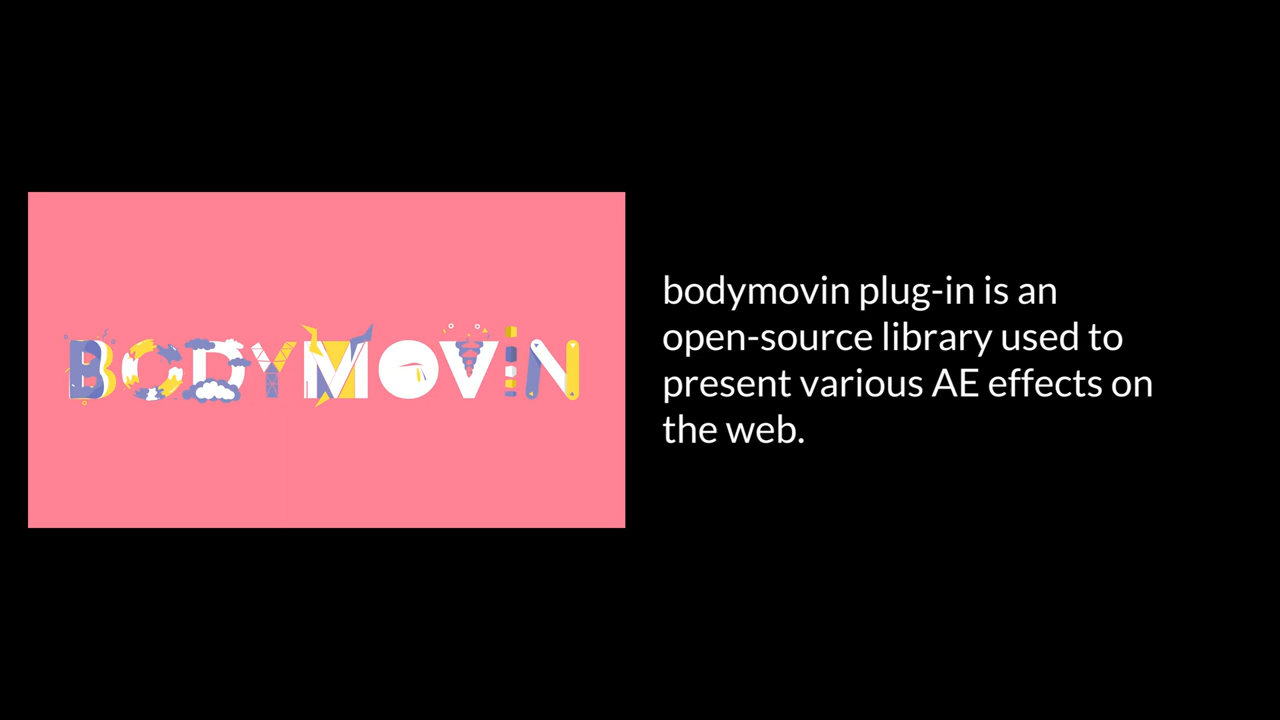 BODYMOVIN
bodymovin plug-in is an
open-source library used to
present various AE effects on
the web.